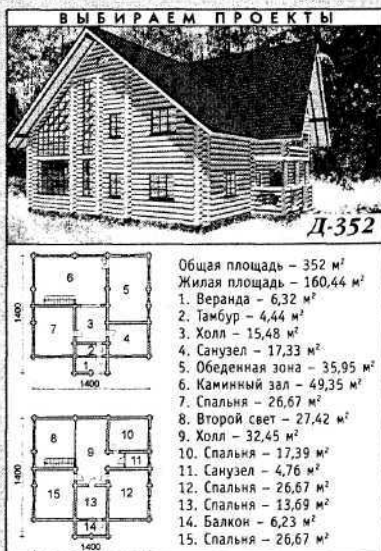 ВЫБИРАЕМ ПРОЕКТЫ
Д-352
Общая площадь – 352 м²
Жилая площадь – 160,44 м²
1. Веранда – 6,32 м²
2. Тамбур – 4,44 м²
3. Холл – 15,48 м²
4. Санузел – 17,33 м²
5. Обеденная зона – 35,95 м²
6. Каминный зал – 49,35 м²
7. Спальня – 26,67 м²
8. Второй свет – 27,42 м²
9. Холл – 32,45 м²
10. Спальня – 17,39 м²
11. Санузел – 4,76 м²
12. Спальня – 26,67 м²
13. Спальня – 13,69 м²
14. Балкон – 6,23 м²
15. Спальня – 26,67 м²
6
5
1400
3
7
2
4
1
1400
8
9
10
11
1400
15
13
12
14
1400